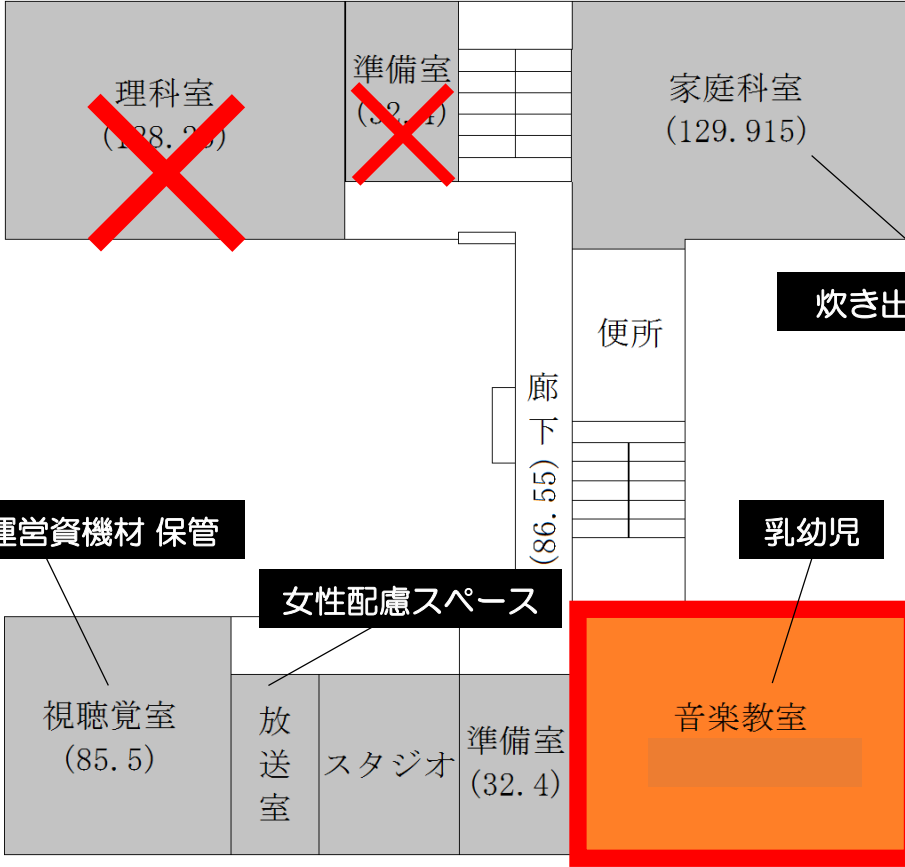 理科室
準備室
家庭科室
(129.915)
炊き出
便所
廊下(86.55)
運営資機材 保管
乳幼児
女性配慮スペース
視聴覚室
(85.5)
放送室
スタジオ
準備室
(32.4)
音楽教室